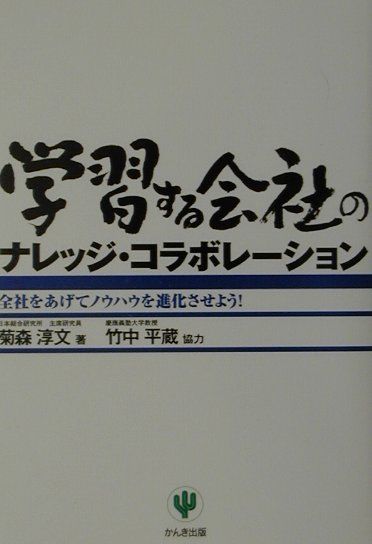 学習する会社の
ナレッジ・コラボレーション
全社をあげてノウハウを進化させよう!
日本総合研究所 主席研究員
菊森 淳文 著
慶應義塾大学教授
竹中 平蔵 協力
かんき出版